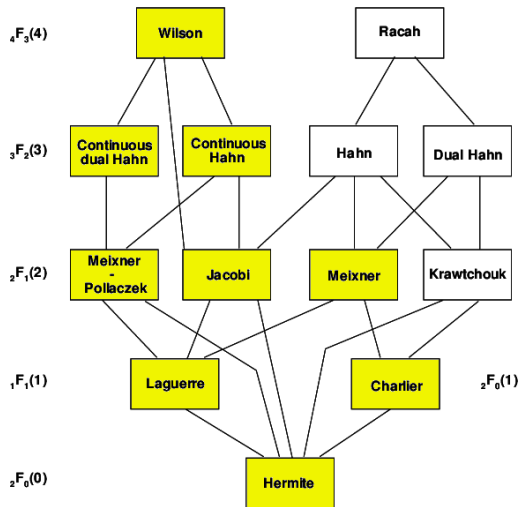 ₄F₃(4)
Wilson
Racah
₃F₂(3)
Continuous
dual Hahn
Continuous
Hahn
Hahn
Dual Hahn
₂F₁(2)
Meixner
-
Pollaczek
Jacobi
Meixner
Krawtchouk
₁F₁(1)
Laguerre
Charlier
₂F₀(1)
₂F₀(0)
Hermite